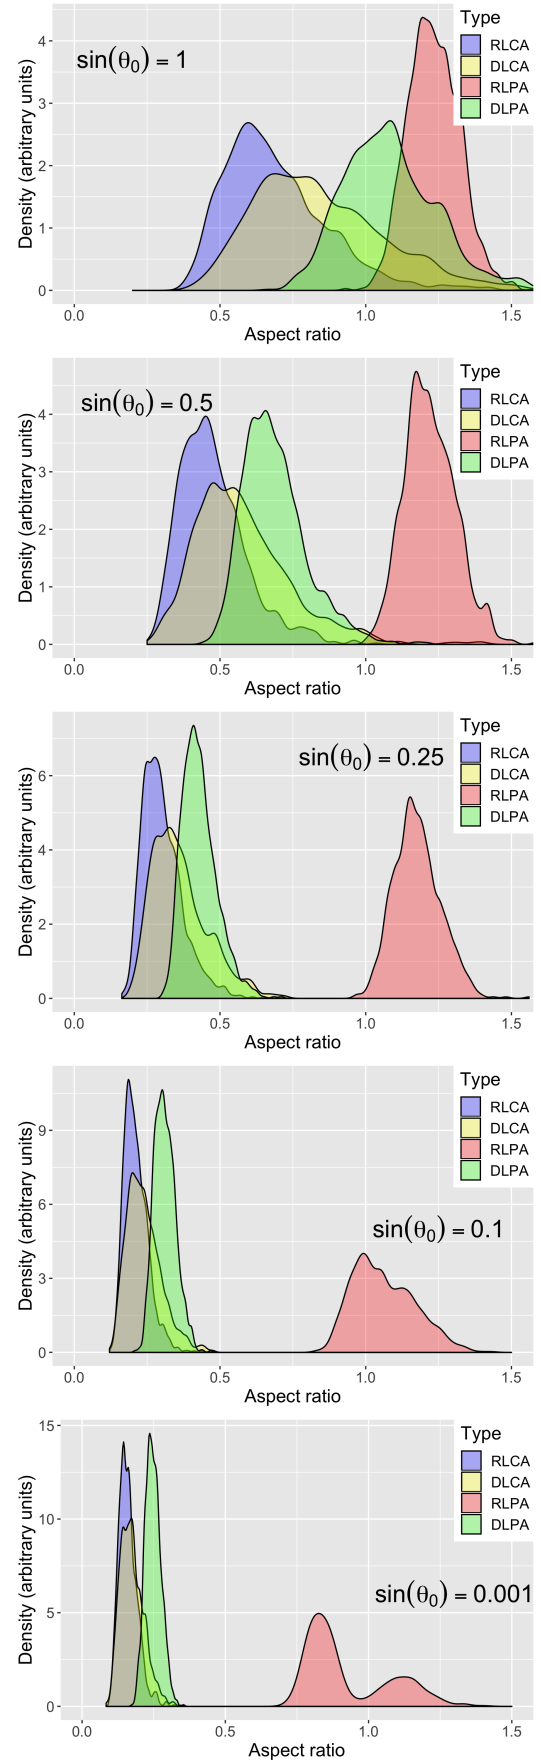 Type
RLCA
DLCA
RLPA
DLPA
sin(θ₀) = 1
Density (arbitrary units)
4
3
2
1
0
0.0 0.5 1.0 1.5
Aspect ratio
Type
RLCA
DLCA
RLPA
DLPA
sin(θ₀) = 0.5
Density (arbitrary units)
4
3
2
1
0
0.0 0.5 1.0 1.5
Aspect ratio
Type
RLCA
DLCA
RLPA
DLPA
sin(θ₀) = 0.25
Density (arbitrary units)
6
4
2
0
0.0 0.5 1.0 1.5
Aspect ratio
Type
RLCA
DLCA
RLPA
DLPA
sin(θ₀) = 0.1
Density (arbitrary units)
9
6
3
0
0.0 0.5 1.0 1.5
Aspect ratio
Type
RLCA
DLCA
RLPA
DLPA
sin(θ₀) = 0.001
Density (arbitrary units)
15
10
5
0
0.0 0.5 1.0 1.5
Aspect ratio